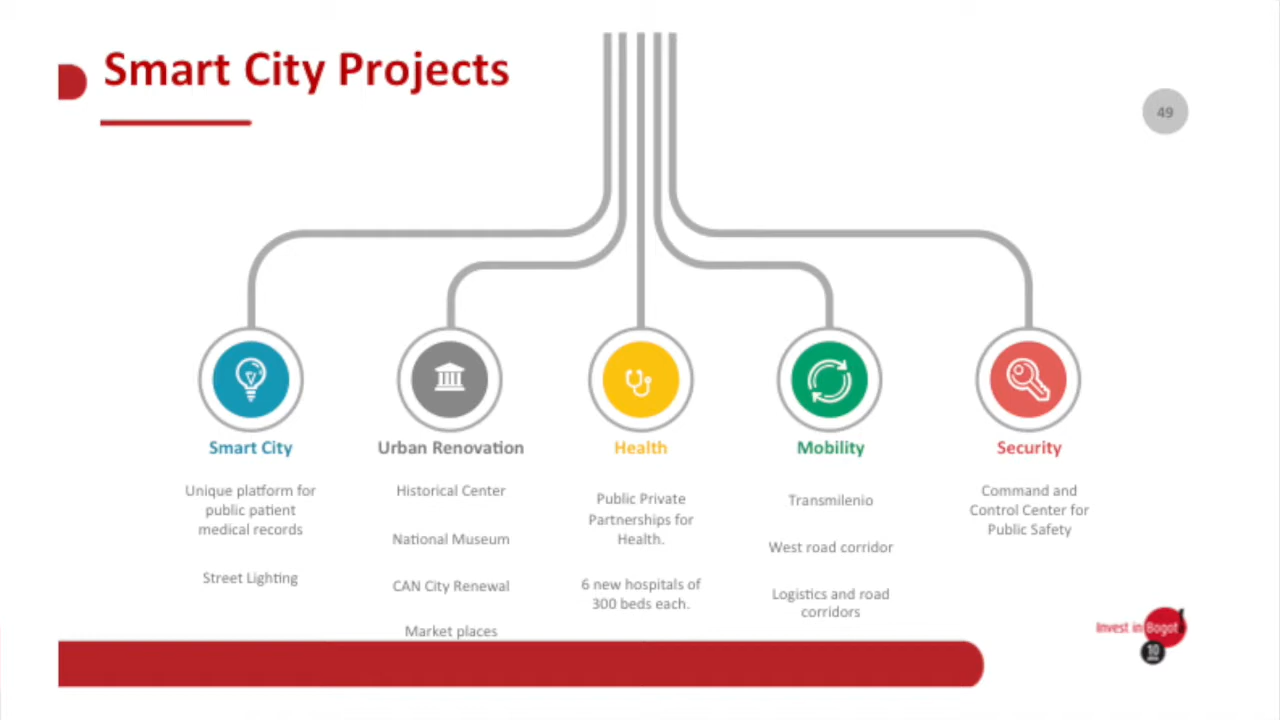 Smart City Projects
49
Smart City
Unique platform for
public patient
medical records
Street Lighting
Urban Renovation
Historical Center
National Museum
CAN City Renewal
Market places
Health
Public Private
Partnerships for
Health.
6 new hospitals of
300 beds each.
Mobility
Transmilenio
West road corridor
Logistics and road
corridors
Security
Command and
Control Center for
Public Safety
Invest in Bogotá
10